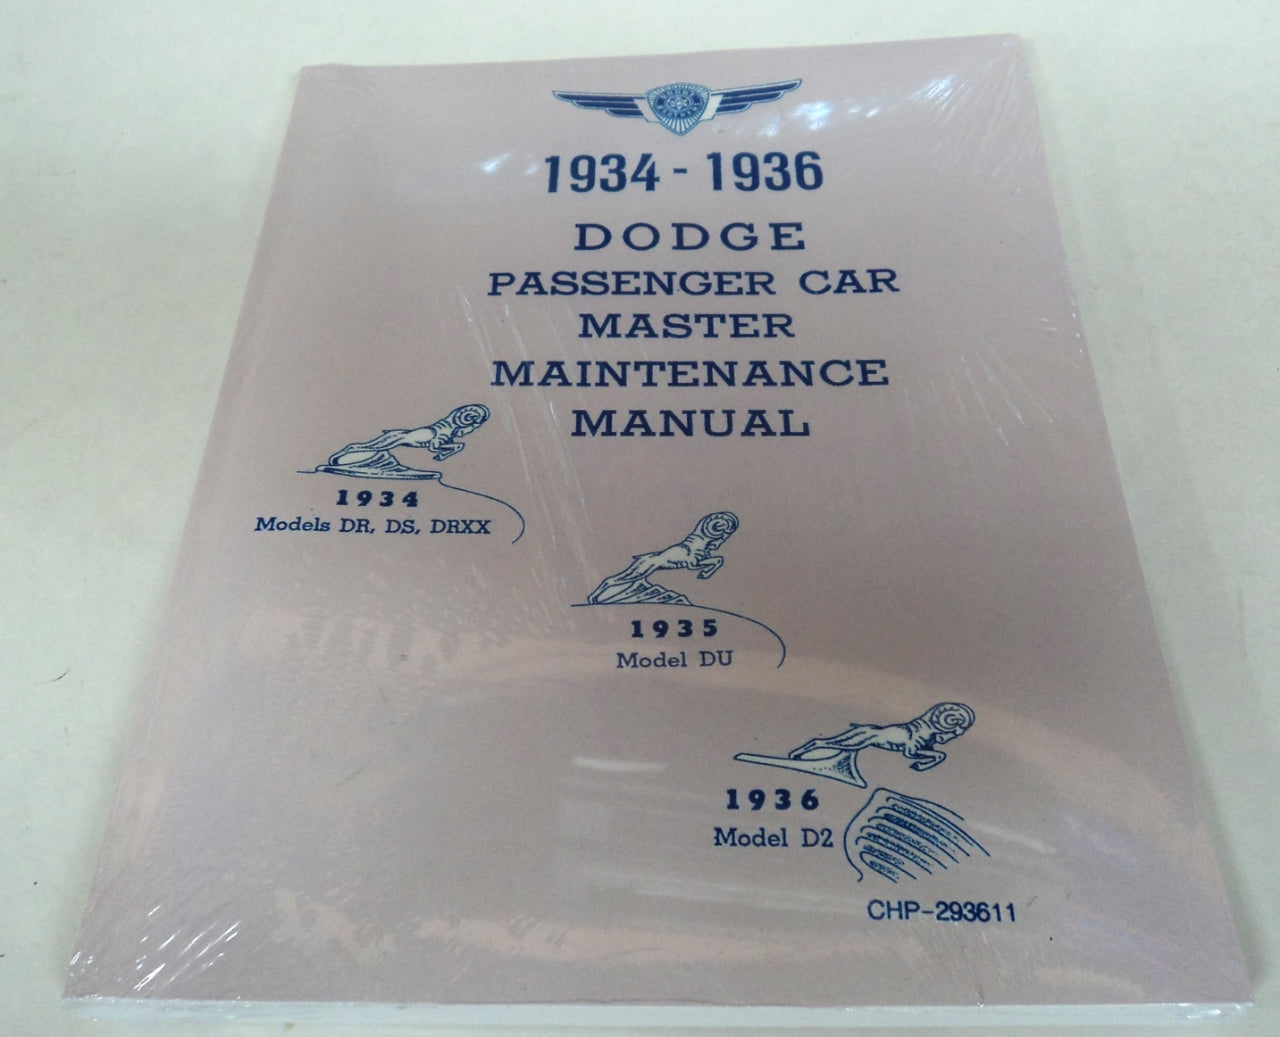 1934 - 1936
DODGE
PASSENGER CAR
MASTER
MAINTENANCE
MANUAL
1934
Models DR, DS, DRXX
1935
Model DU
1936
Model D2
CHP-293611